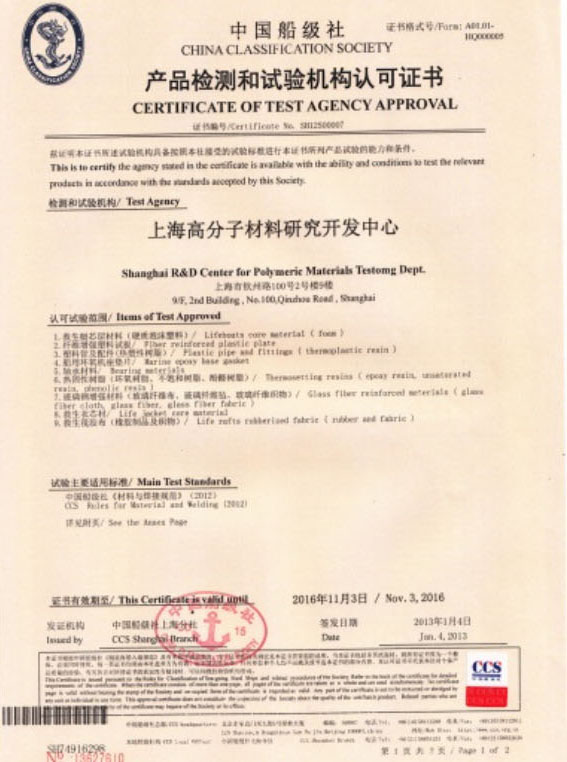 中国船级社
CHINA CLASSIFICATION SOCIETY
证书格式号/Form: A01.01-
HQ000005
CHINA CLASSIFICATION SOCIETY
产品检测和试验机构认可证书
CERTIFICATE OF TEST AGENCY APPROVAL
证书编号/Certificate No. SH12S00007
兹证明本证书所述试验机构具备按照本社接受的试验标准进行本证书所列产品试验的能力和条件。
This is to certify the agency stated in the certificate is available with the ability and conditions to test the relevant
products in accordance with the standards accepted by this Society.
检测和试验机构/ Test Agency
上海高分子材料研究开发中心
Shanghai R&D Center for Polymeric Materials Testomg Dept.
上海市钦州路100号2号楼9楼
9/F, 2nd Building , No.100,Qinzhou Road , Shanghai
认可试验范围/ Items of Test Approved
1. 救生艇芯层材料（硬质泡沫塑料）/ Lifeboats core material ( foam )
2. 纤维增强塑料试板/ Fiber reinforced plastic plate
3. 塑料管及配件(热塑性树脂）/ Plastic pipe and fittings ( thermoplastic resin )
4. 船用环氧机座垫片/ Marine epoxy base gasket
5. 轴承材料/ Bearing materials
6. 热固性树脂（环氧树脂、不饱和树脂、酚醛树脂）/ Thermosetting resins ( epoxy resin, unsaturated
resin, phenolic resin )
7. 玻璃钢增强材料（玻璃纤维布、玻璃纤维毡、玻璃纤维织物）/ Glass fiber reinforced meterials ( glass
fiber cloth, glass fiber, glass fiber fabric )
8. 救生衣芯材/ Life jacket core material
9. 救生筏胶布（橡胶制品及织物）/ Life rafts rubberised fabric ( rubber and fabric )
试验主要适用标准/ Main Test Standards
中国船级社《材料与焊接规范》(2012)
CCS Rules for Material and Welding (2012)
详见附页/ See the Annex Page
证书有效期至/ This Certificate is valid until
2016年11月3日 / Nov. 3, 2016
发证机构 中国船级社上海分社
签发日期 2013年1月4日
Issued by CCS Shanghai Branch
Date Jan. 4, 2013
中国船级社
15
CCS
SH74916298
No 13627610
第 1 页 共 2 页 / Page 1 of 2